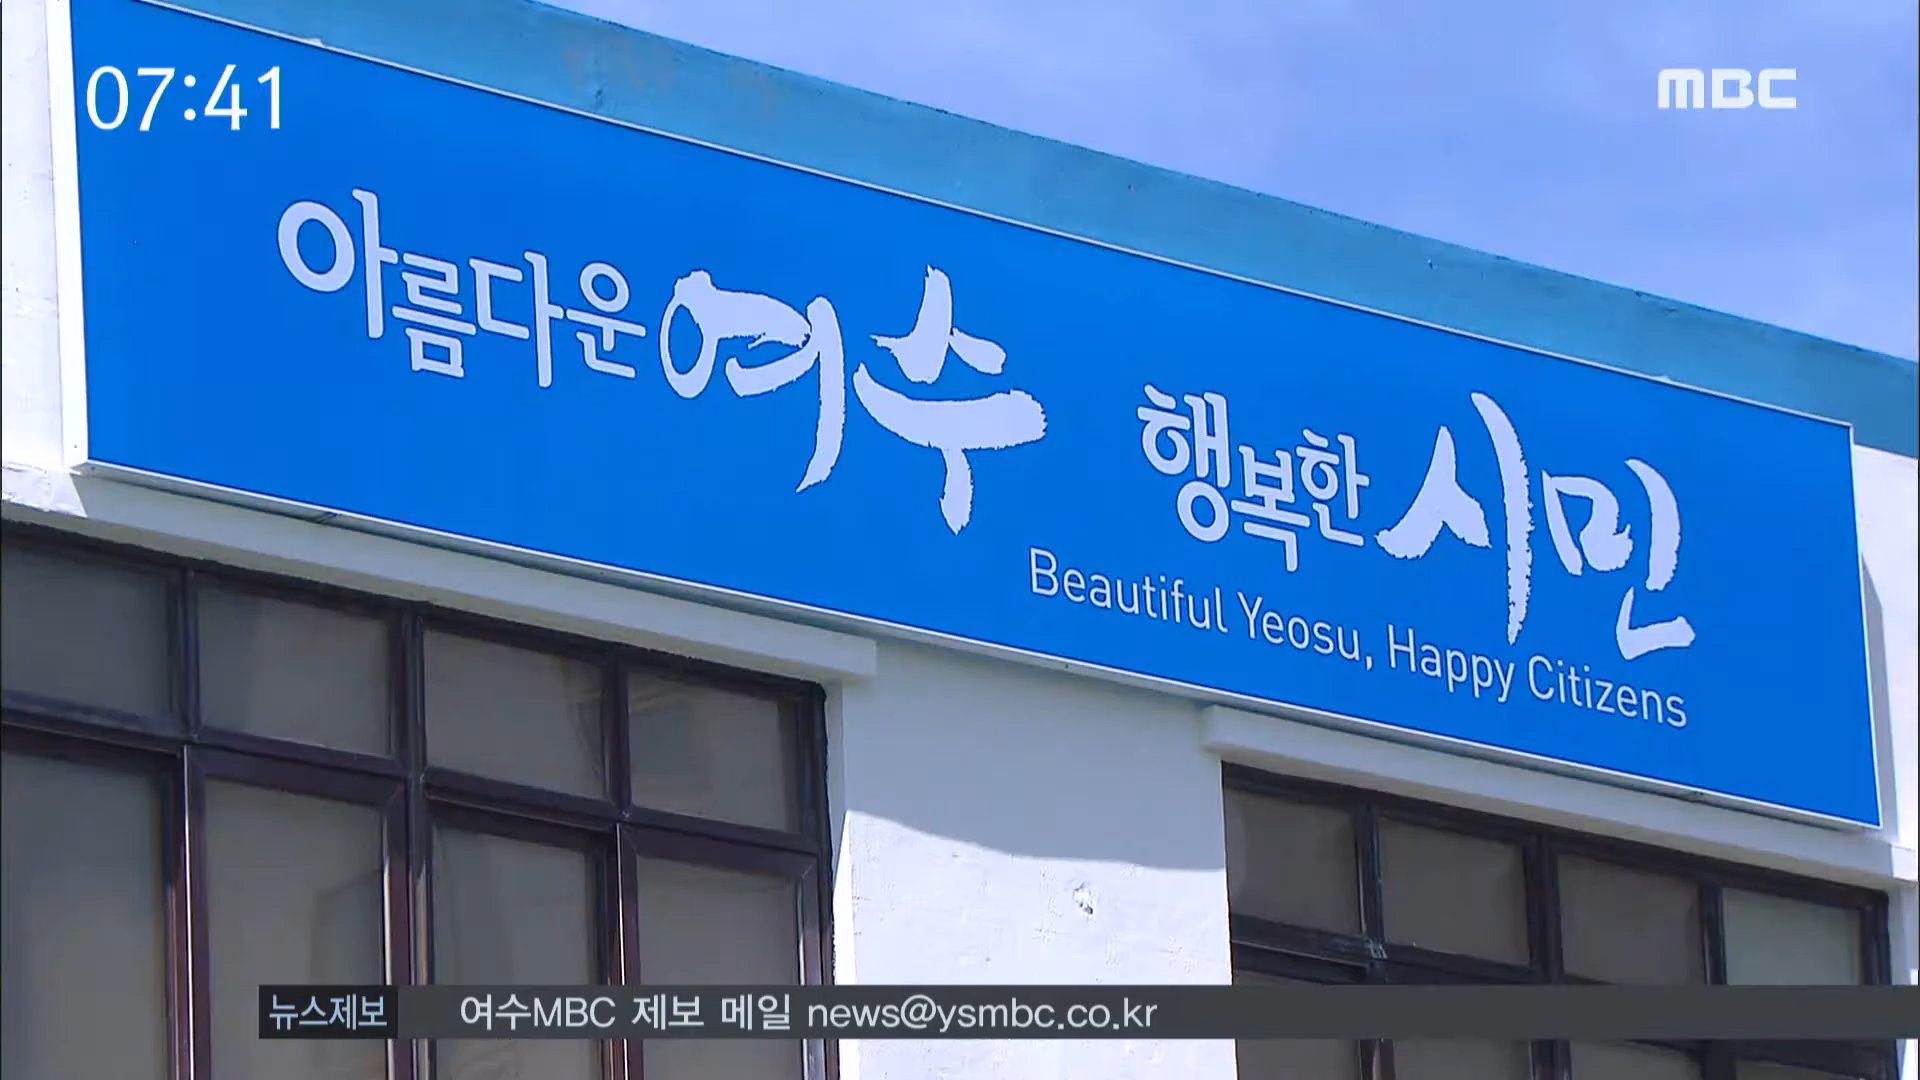 07:41
MBC
아름다운 여수 행복한 시민
Beautiful Yeosu, Happy Citizens
뉴스제보 여수MBC 제보 메일 news@ysmbc.co.kr